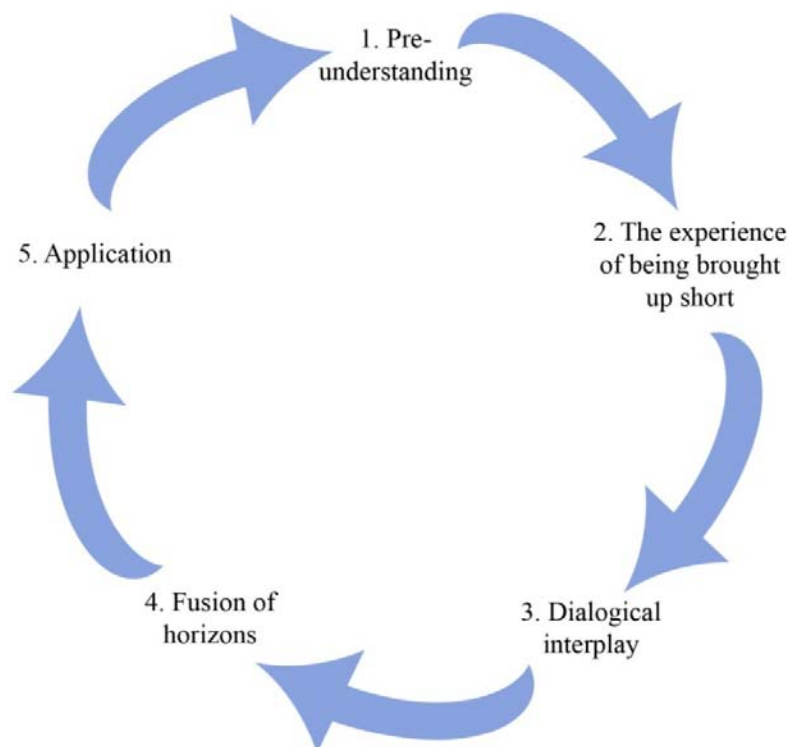 1. Pre-
understanding
2. The experience
of being brought
up short
3. Dialogical
interplay
4. Fusion of
horizons
5. Application